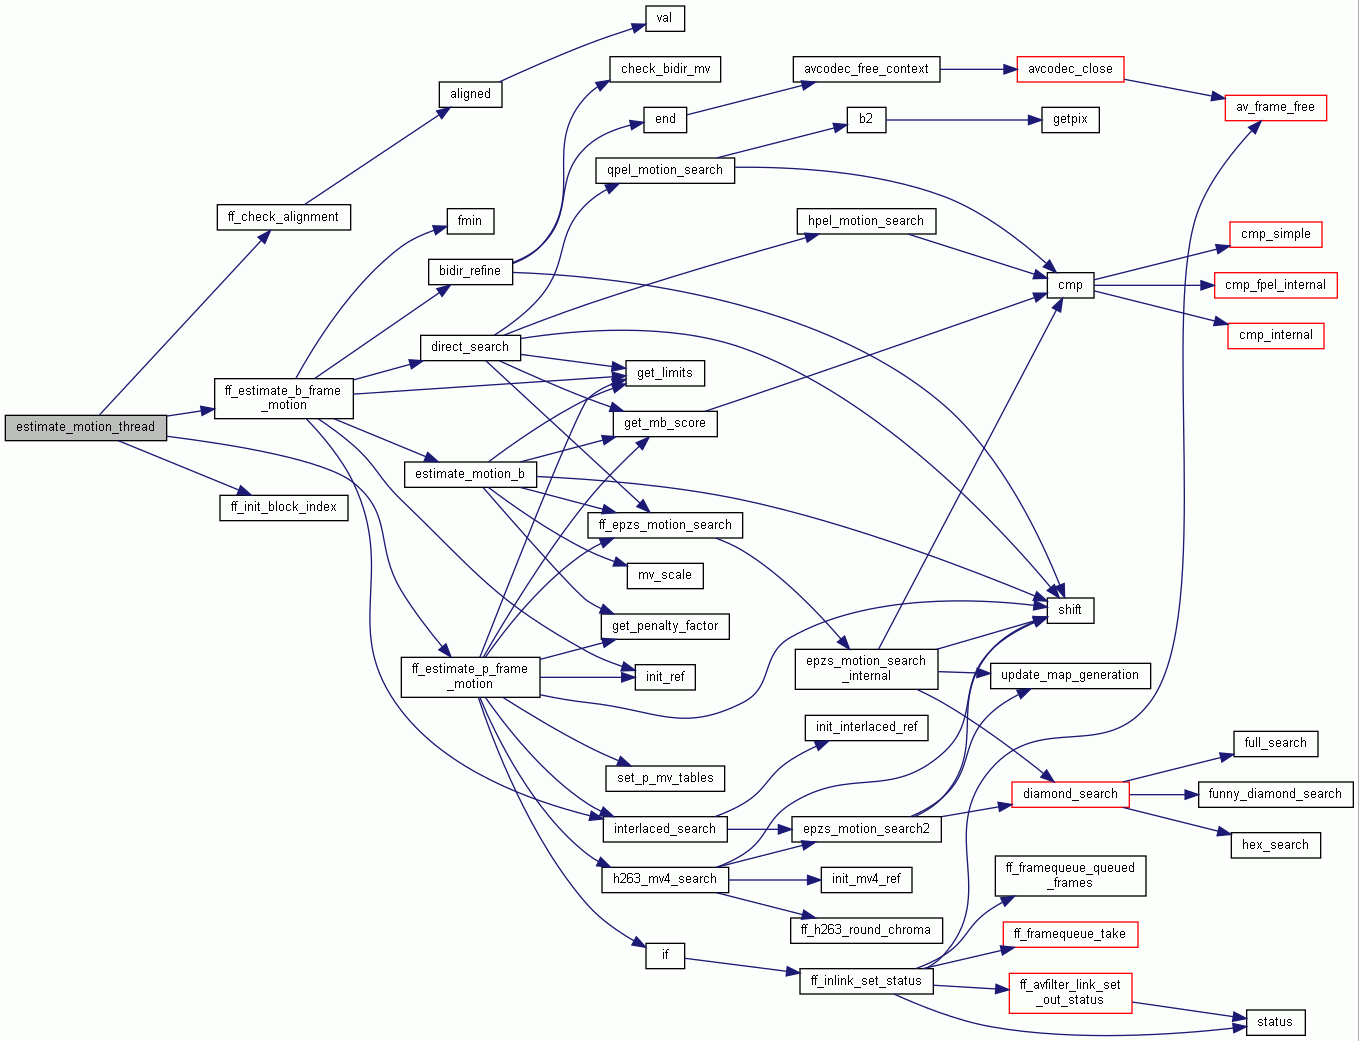 val
check_bidir_mv
avcodec_free_context
avcodec_close
aligned
av_frame_free
end
b2
getpix
qpel_motion_search
ff_check_alignment
fmin
hpel_motion_search
cmp_simple
bidir_refine
cmp
cmp_fpel_internal
cmp_internal
direct_search
get_limits
ff_estimate_b_frame
_motion
get_mb_score
estimate_motion_thread
estimate_motion_b
ff_init_block_index
ff_epzs_motion_search
mv_scale
shift
get_penalty_factor
ff_estimate_p_frame
_motion
init_ref
epzs_motion_search
_internal
update_map_generation
init_interlaced_ref
full_search
set_p_mv_tables
diamond_search
funny_diamond_search
interlaced_search
epzs_motion_search2
hex_search
h263_mv4_search
init_mv4_ref
ff_framequeue_queued
_frames
ff_h263_round_chroma
ff_framequeue_take
if
ff_inlink_set_status
ff_avfilter_link_set
_out_status
status